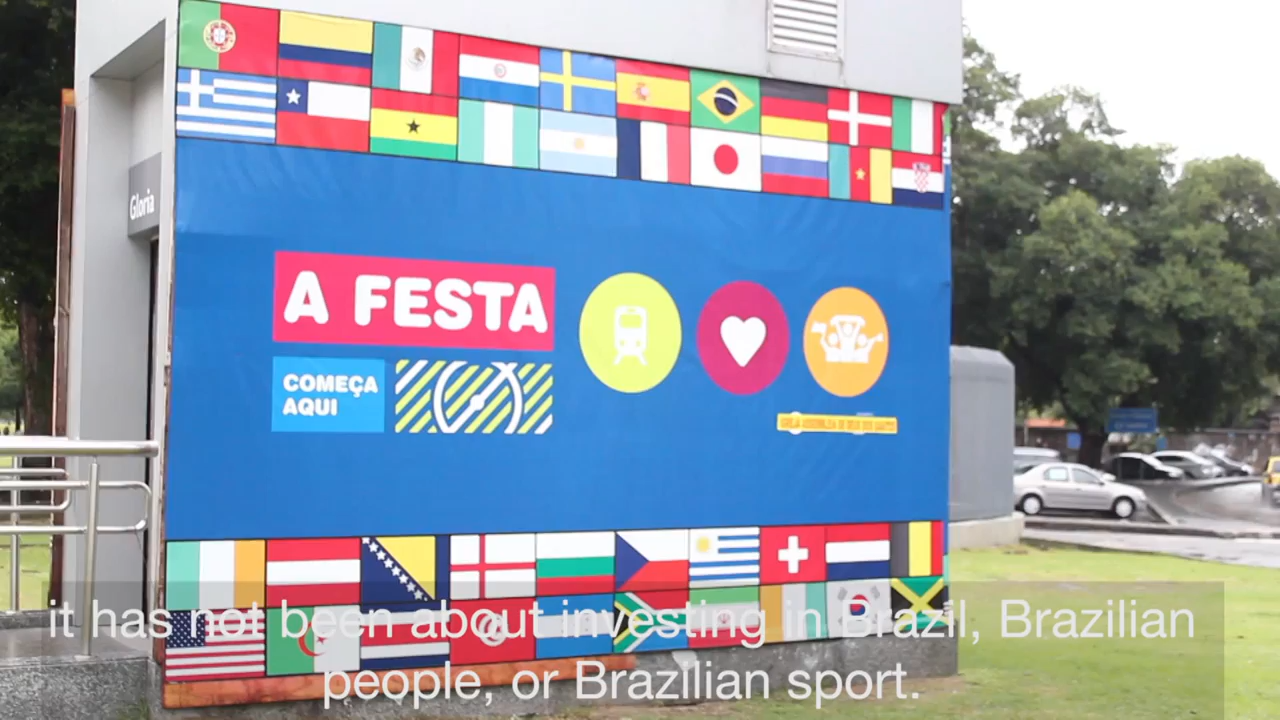 Gloria
A FESTA
COMEÇA
AQUI
it has not been about investing in Brazil, Brazilian
people, or Brazilian sport.